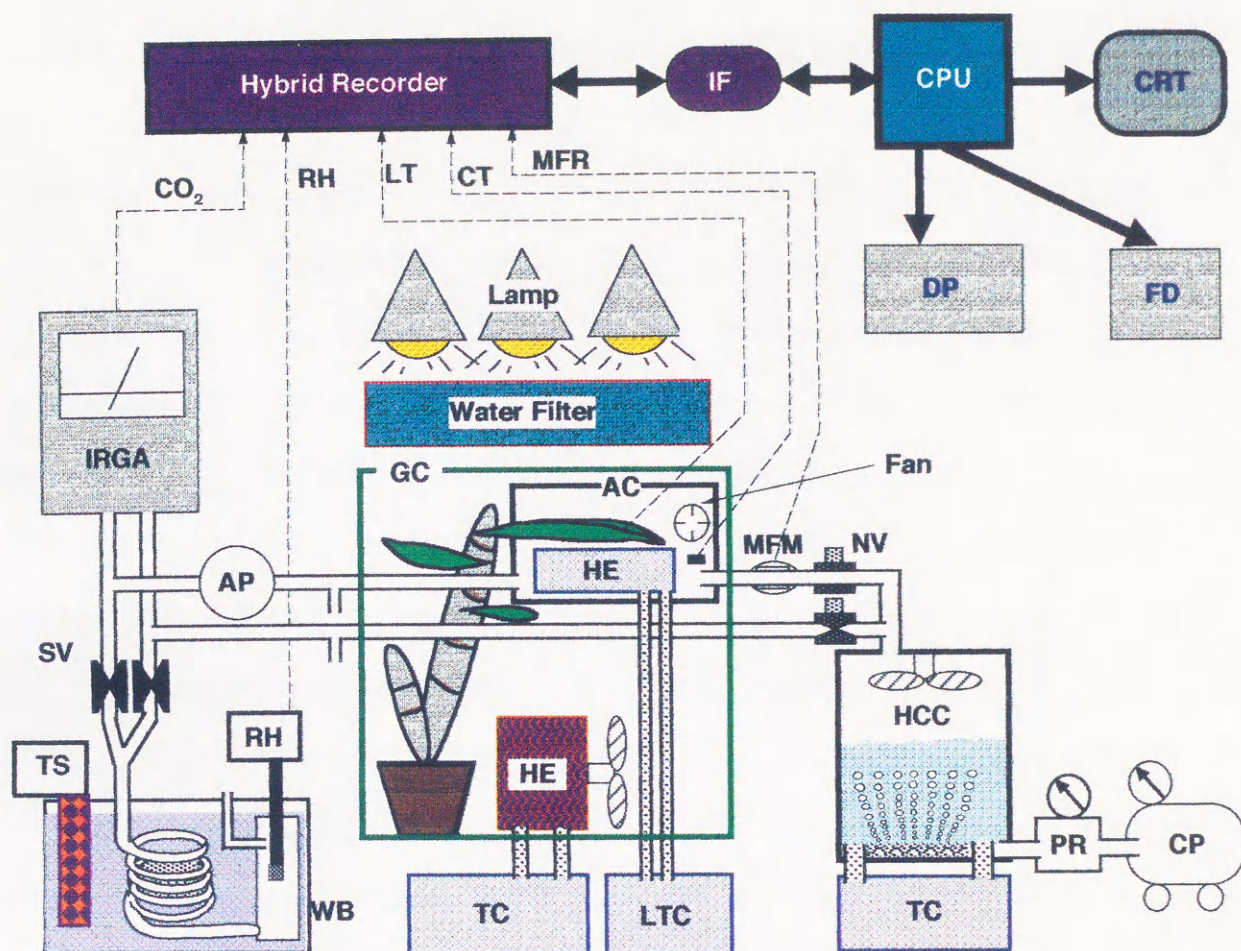 Hybrid Recorder
IF
CPU
CRT
CO₂
RH
LT
CT
MFR
DP
FD
Lamp
Water Filter
IRGA
GC
AC
Fan
AP
HE
MFM
NV
SV
HCC
TS
RH
HE
PR
CP
WB
TC
LTC
TC